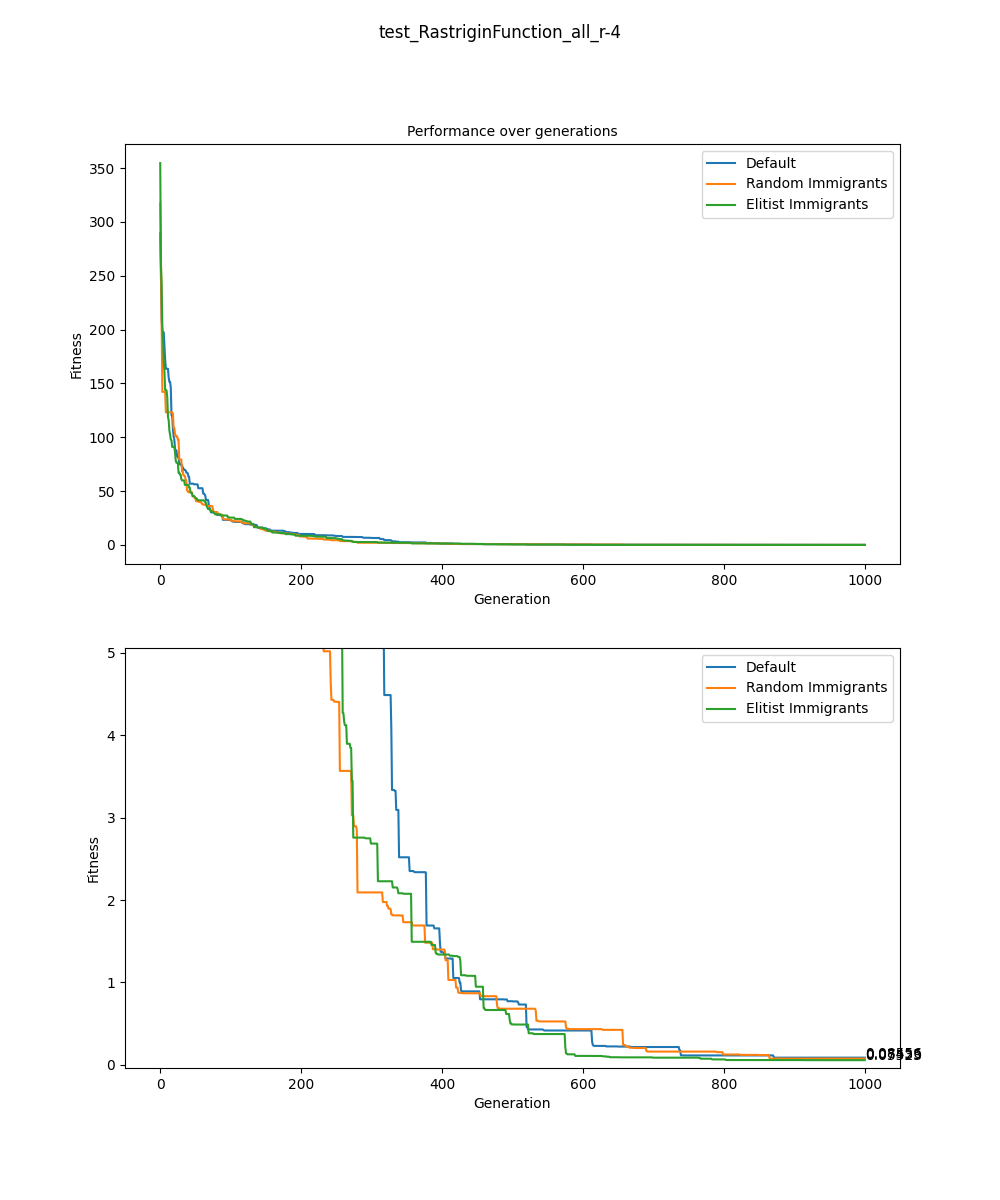 test_RastriginFunction_all_r-4
Performance over generations
350
300
250
200
150
100
50
0
Fitness
Default
Random Immigrants
Elitist Immigrants
0
200
400
600
800
1000
Generation
5
4
3
2
1
0
Fitness
Default
Random Immigrants
Elitist Immigrants
0
200
400
600
800
1000
Generation